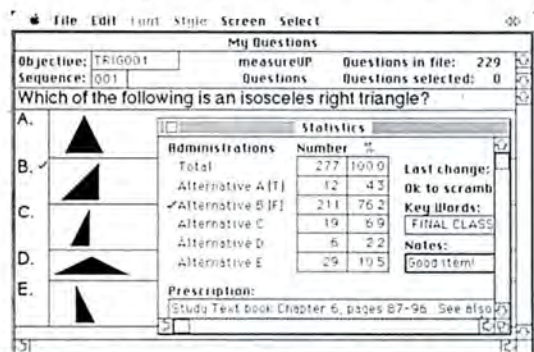 File Edit Font Style Screen Select
My Questions
Objective: TRIG001 measureUP Questions in file: 229
Sequence: 001 Questions Questions selected: 0
Which of the following is an isosceles right triangle?
A.
B. ✓
C.
D.
E.
Statistics
Administrations Number %
Total 277 100.0
Alternative A [T] 12 4.3
✓Alternative B [F] 211 76.2
Alternative C 19 6.9
Alternative D 6 2.2
Alternative E 29 10.5
Last change:
Ok to scramb
Key Words:
FINAL CLASS
Notes:
Good item!
Prescription:
Study Text book Chapter 6, pages 87-96. See also